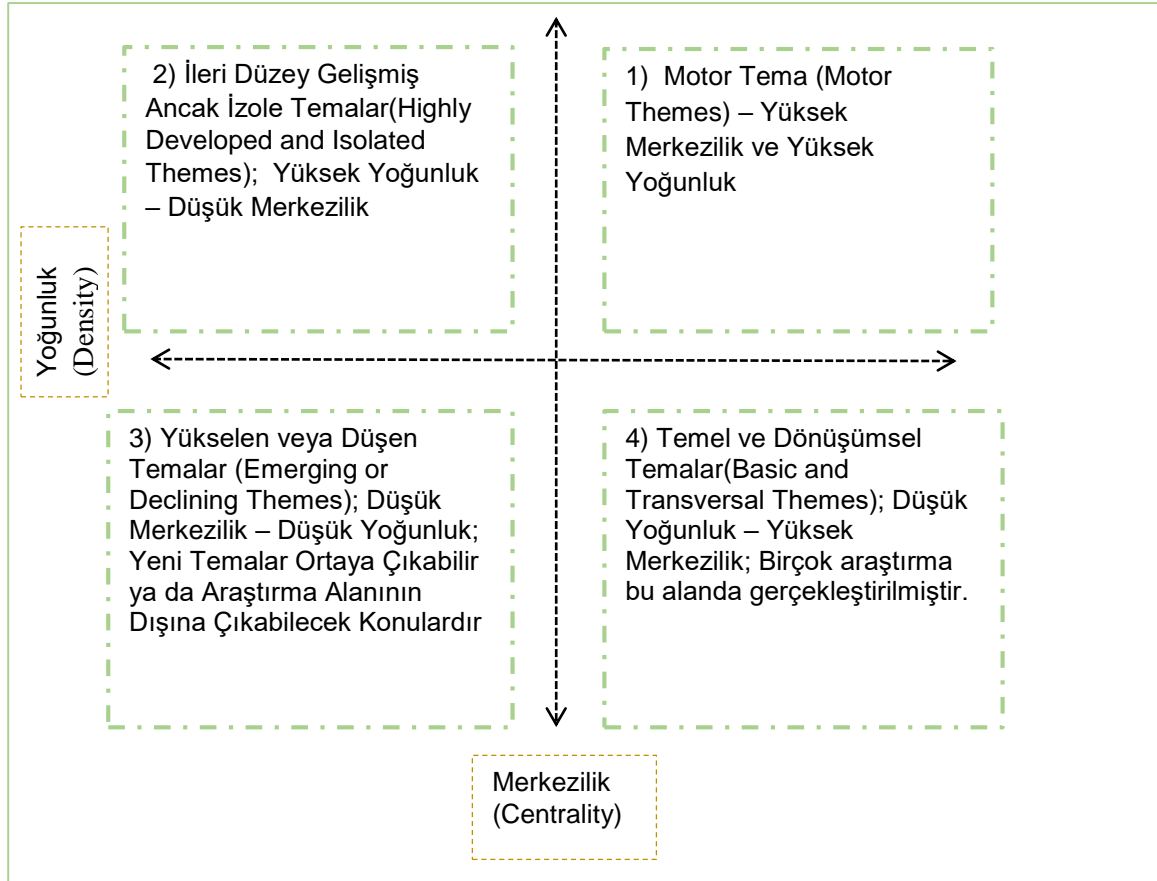 2) İleri Düzey Gelişmiş
Ancak İzole Temalar(Highly
Developed and Isolated
Themes); Yüksek Yoğunluk
– Düşük Merkezilik
1) Motor Tema (Motor
Themes) – Yüksek
Merkezilik ve Yüksek
Yoğunluk
Yoğunluk
(Density)
3) Yükselen veya Düşen
Temalar (Emerging or
Declining Themes); Düşük
Merkezilik – Düşük Yoğunluk;
Yeni Temalar Ortaya Çıkabilir
ya da Araştırma Alanının
Dışına Çıkabilecek Konulardır
4) Temel ve Dönüşümsel
Temalar(Basic and
Transversal Themes); Düşük
Yoğunluk – Yüksek
Merkezilik; Birçok araştırma
bu alanda gerçekleştirilmiştir.
Merkezilik
(Centrality)